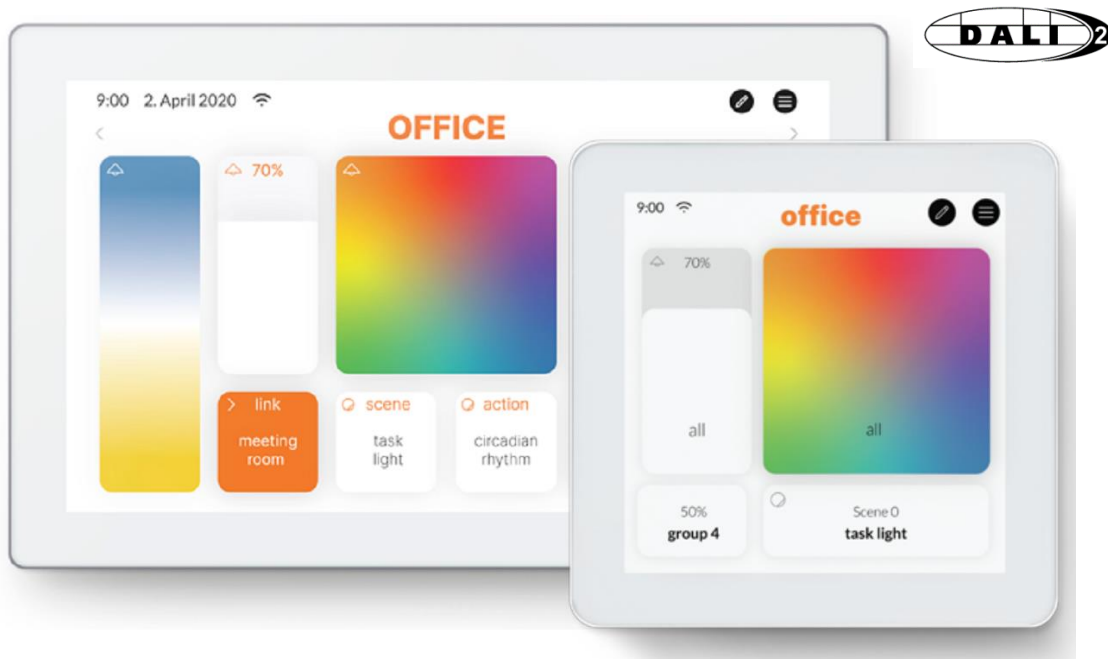 DALI 2
9:00 2. April 2020
OFFICE
70%
link
meeting
room
scene
task
light
action
circadian
rhythm
9:00
office
70%
all
all
50%
group 4
Scene 0
task light